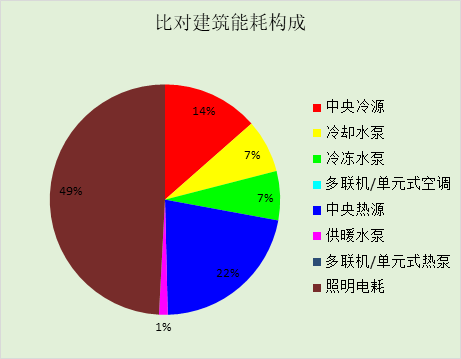 比对建筑能耗构成
14%
7%
7%
22%
1%
49%
中央冷源
冷却水泵
冷冻水泵
多联机/单元式空调
中央热源
供暖水泵
多联机/单元式热泵
照明电耗